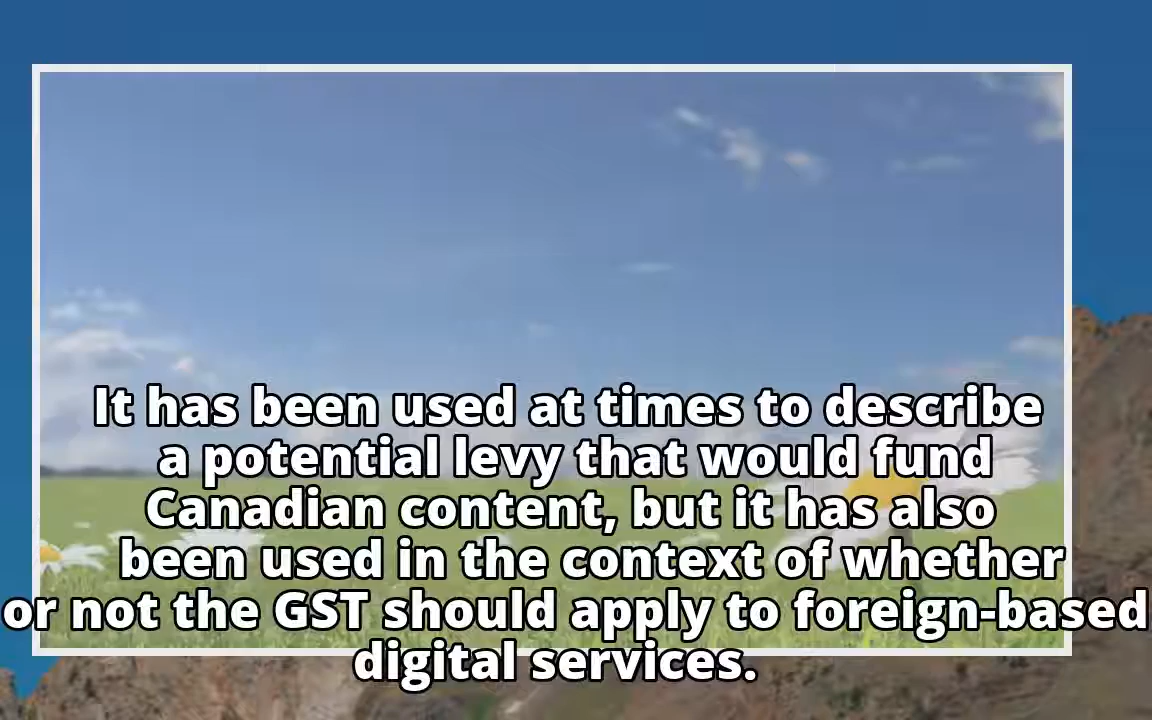 It has been used at times to describe
a potential levy that would fund
Canadian content, but it has also
been used in the context of whether
or not the GST should apply to foreign-based
digital services.